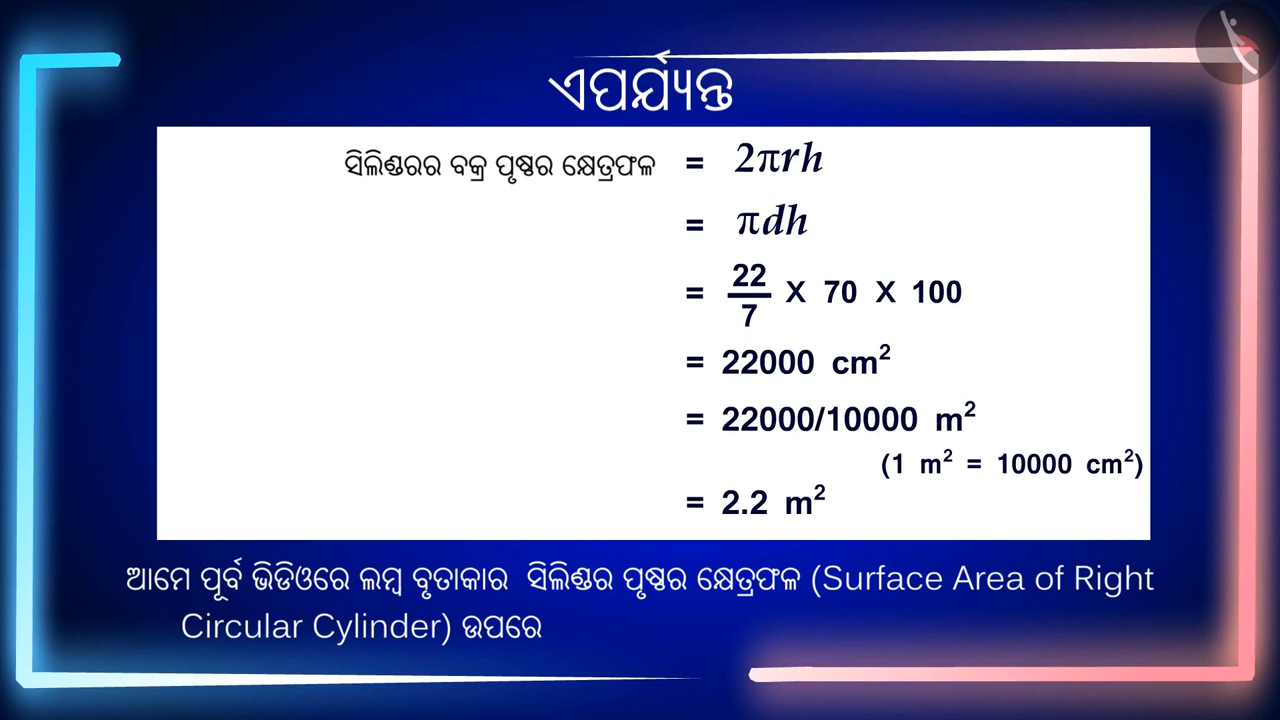 ଏପର୍ଯ୍ୟନ୍ତ
ସିଲିଣ୍ଡରର ବକ୍ର ପୃଷ୍ଠର କ୍ଷେତ୍ରଫଳ = 2πrh
= πdh
= 22/7 X 70 X 100
= 22000 cm²
= 22000/10000 m²
(1 m² = 10000 cm²)
= 2.2 m²
ଆମେ ପୂର୍ବ ଭିଡିଓରେ ଲମ୍ବ ବୃତାକାର ସିଲିଣ୍ଡର ପୃଷ୍ଠର କ୍ଷେତ୍ରଫଳ (Surface Area of Right
Circular Cylinder) ଉପରେ